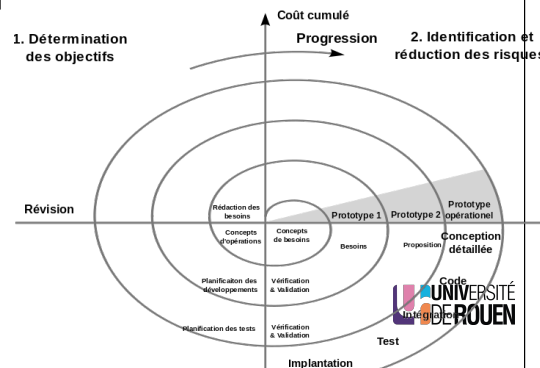 Coût cumulé
Progression
1. Détermination
des objectifs
2. Identification et
réduction des risques
Révision
Rédaction des
besoins
Prototype 1
Prototype 2
Prototype
opérationel
Concepts
d'opérations
Concepts
de besoins
Besoins
Proposition
Conception
détaillée
Planificaiton des
développements
Vélification
& Validation
Code
UNIVERSITÉ
DE ROUEN
Intégration
Planification des tests
Vérification
& Validation
Test
Implantation